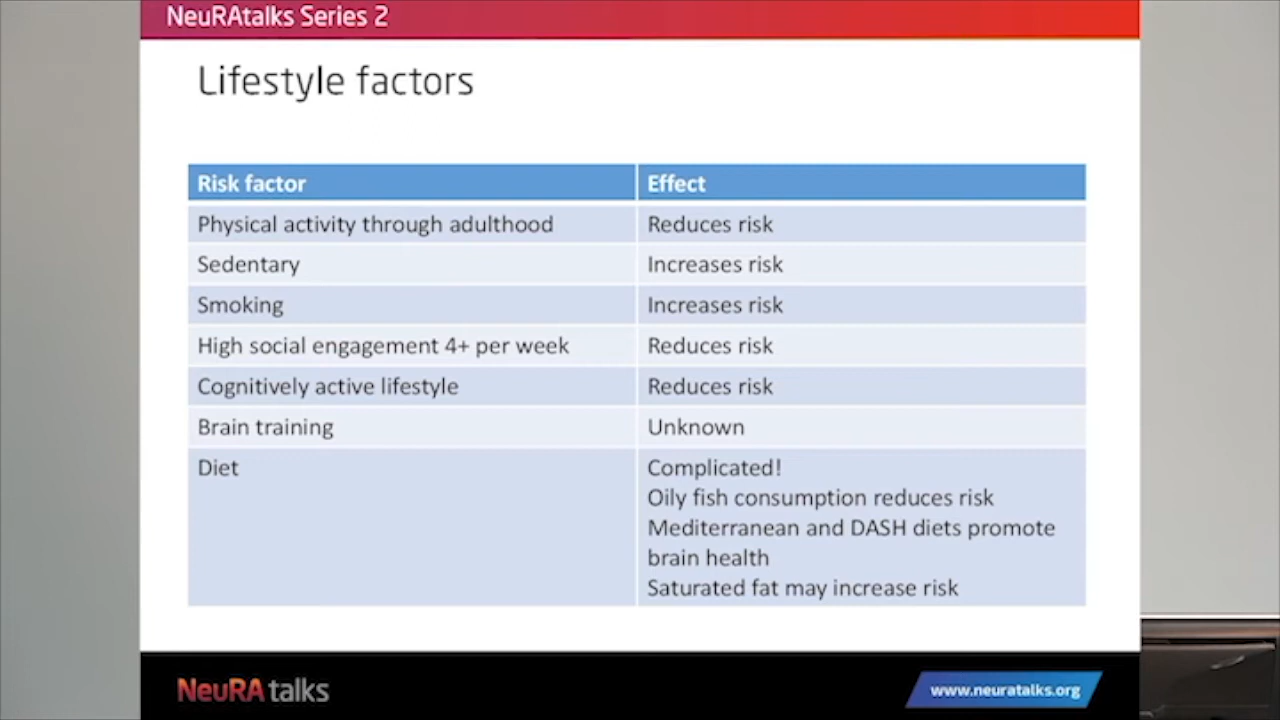 NeuRAtalks Series 2
Lifestyle factors
Risk factor Effect
Physical activity through adulthood Reduces risk
Sedentary Increases risk
Smoking Increases risk
High social engagement 4+ per week Reduces risk
Cognitively active lifestyle Reduces risk
Brain training Unknown
Diet Complicated!
Oily fish consumption reduces risk
Mediterranean and DASH diets promote
brain health
Saturated fat may increase risk
NeuRA talks
www.neuratalks.org